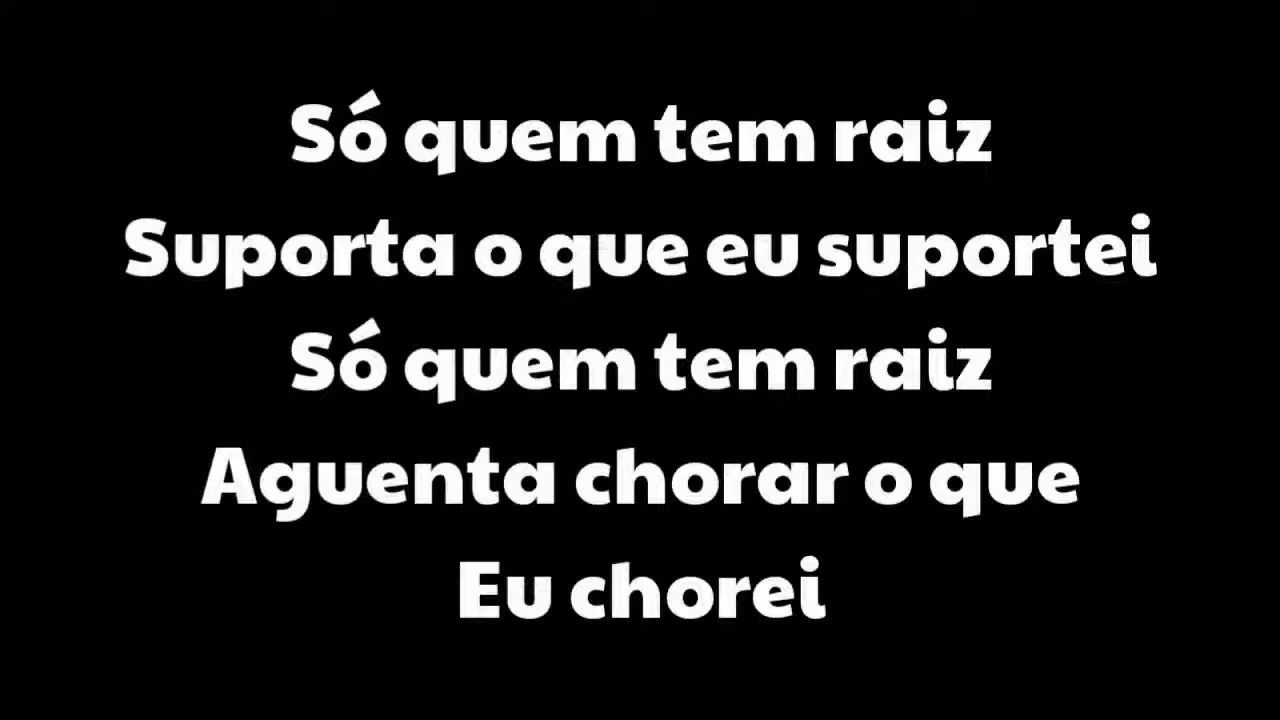 Só quem tem raiz
Suporta o que eu suportei
Só quem tem raiz
Aguenta chorar o que
Eu chorei